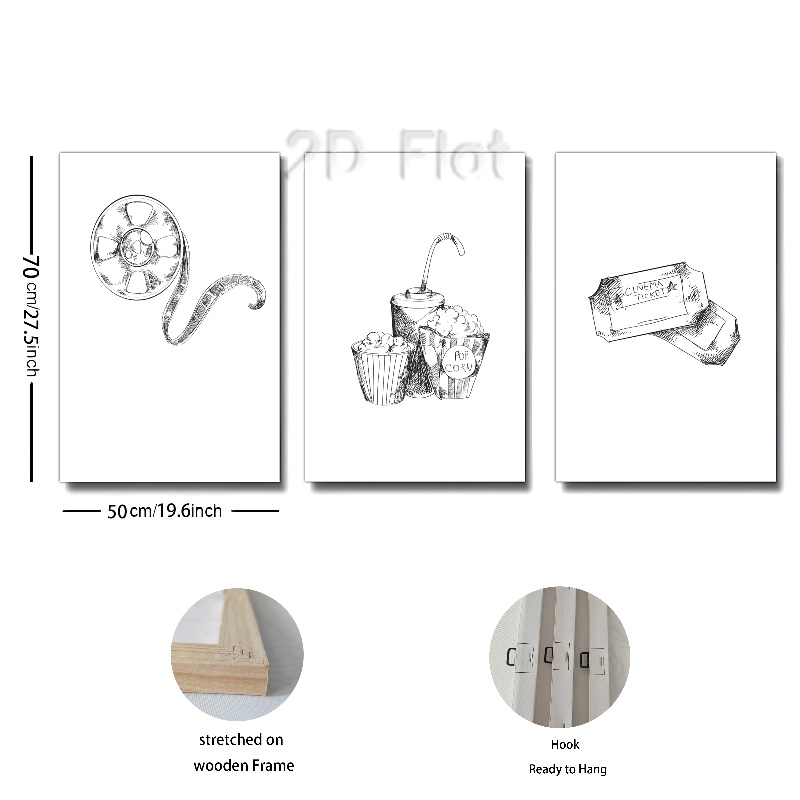 2D Flat
70 cm/27.5inch
CINEMA
TICKET
POP
CORN
50cm/19.6inch
stretched on
wooden Frame
Hook
Ready to Hang